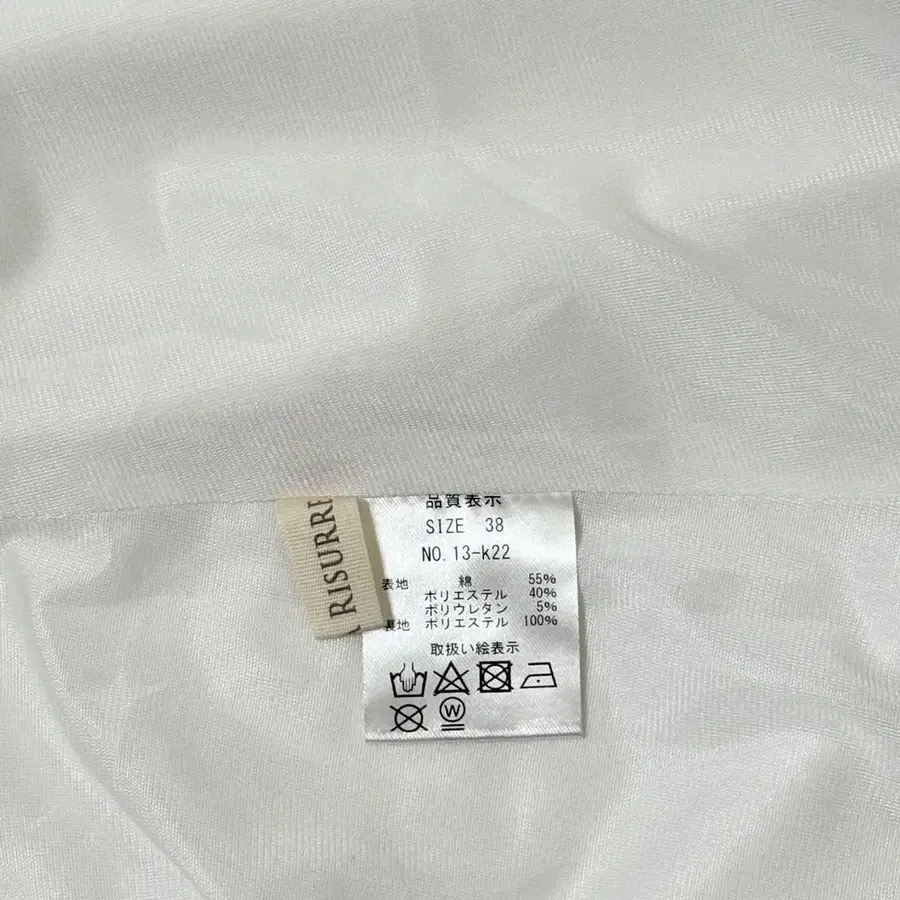 RISURRE
品質表示
SIZE 38
NO. 13-k22
表地 綿 55%
ポリエステル 40%
ポリウレタン 5%
裏地 ポリエステル 100%
取扱い絵表示
W